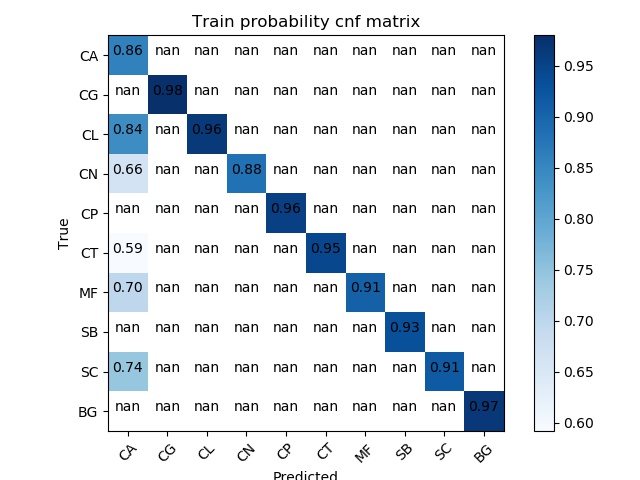 Train probability cnf matrix
CA 0.86 nan nan nan nan nan nan nan nan nan
CG nan 0.98 nan nan nan nan nan nan nan nan
CL 0.84 nan 0.96 nan nan nan nan nan nan nan
CN 0.66 nan nan 0.88 nan nan nan nan nan nan
CP nan nan nan nan 0.96 nan nan nan nan nan
CT 0.59 nan nan nan nan 0.95 nan nan nan nan
MF 0.70 nan nan nan nan nan 0.91 nan nan nan
SB nan nan nan nan nan nan nan 0.93 nan nan
SC 0.74 nan nan nan nan nan nan nan 0.91 nan
BG nan nan nan nan nan nan nan nan nan 0.97
True
CA CG CL CN CP CT MF SB SC BG
Predicted
0.95
0.90
0.85
0.80
0.75
0.70
0.65
0.60